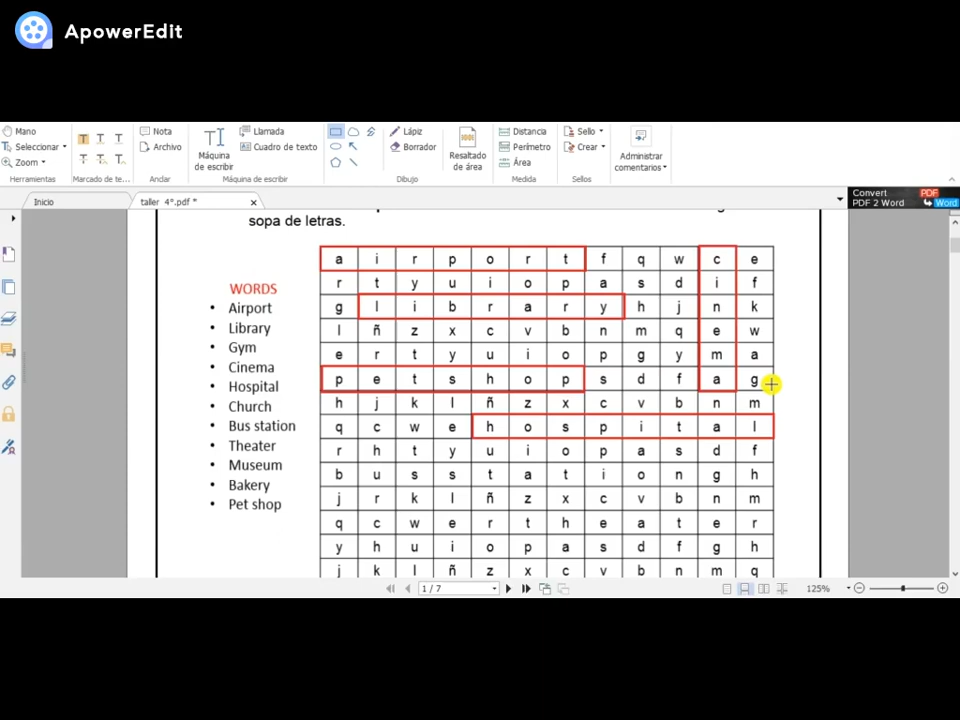 ApowerEdit
Mano
Seleccionar
Zoom
Herramientas
Marcado de te...
Nota
Archivo
Andar
Máquina
de escribir
Llamada
Cuadro de texto
Máquina de escribir
Lápiz
Borrador
Dibujo
Resaltado
de área
Distancia
Perímetro
Área
Medida
Sello
Crear
Sellos
Administrar
comentarios
Inicio
taller 4°.pdf *
x
Convert PDF
PDF 2 Word Word
sopa de letras.
WORDS
• Airport
• Library
• Gym
• Cinema
• Hospital
• Church
• Bus station
• Theater
• Museum
• Bakery
• Pet shop
a i r p o r t f q w c e
r t y u i o p a s d i f
g l i b r a r y h j n k
l ñ z x c v b n m q e w
e r t y u i o p g y m a
p e t s h o p s d f a g
h j k l ñ z x c v b n m
q c w e h o s p i t a l
r h t y u i o p a s d f
b u s s t a t i o n g h
j r k l ñ z x c v b n m
q c w e r t h e a t e r
y h u i o p a s d f g h
j k l ñ z x c v b n m q
1 / 7
125%